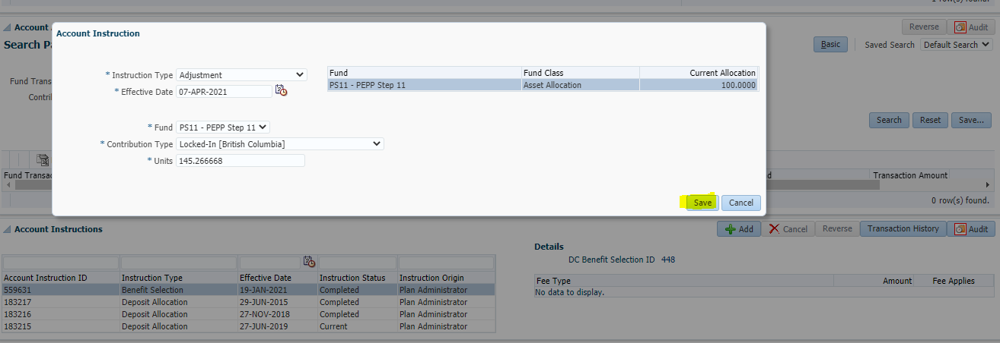 1 row(s) found.
Account
Reverse Audit
Search Pa
Basic Saved Search Default Search
Account Instruction
* Instruction Type Adjustment
* Effective Date 07-APR-2021
Fund Fund Class Current Allocation
PS11 - PEPP Step 11 Asset Allocation 100.0000
Fund Trans
Contrib
* Fund PS11 - PEPP Step 11
* Contribution Type Locked-In [British Columbia]
* Units 145.266668
Search Reset Save...
Fund Transac
d Transaction Amount
Save Cancel
0 row(s) found.
Account Instructions
Add Cancel Reverse Transaction History Audit
Account Instruction ID Instruction Type Effective Date Instruction Status Instruction Origin
559631 Benefit Selection 19-JAN-2021 Completed Plan Administrator
183217 Deposit Allocation 29-JUN-2015 Completed Plan Administrator
183216 Deposit Allocation 27-NOV-2018 Completed Plan Administrator
183215 Deposit Allocation 27-JUN-2019 Current Plan Administrator
Details
DC Benefit Selection ID 448
Fee Type Amount Fee Applies
No data to display.